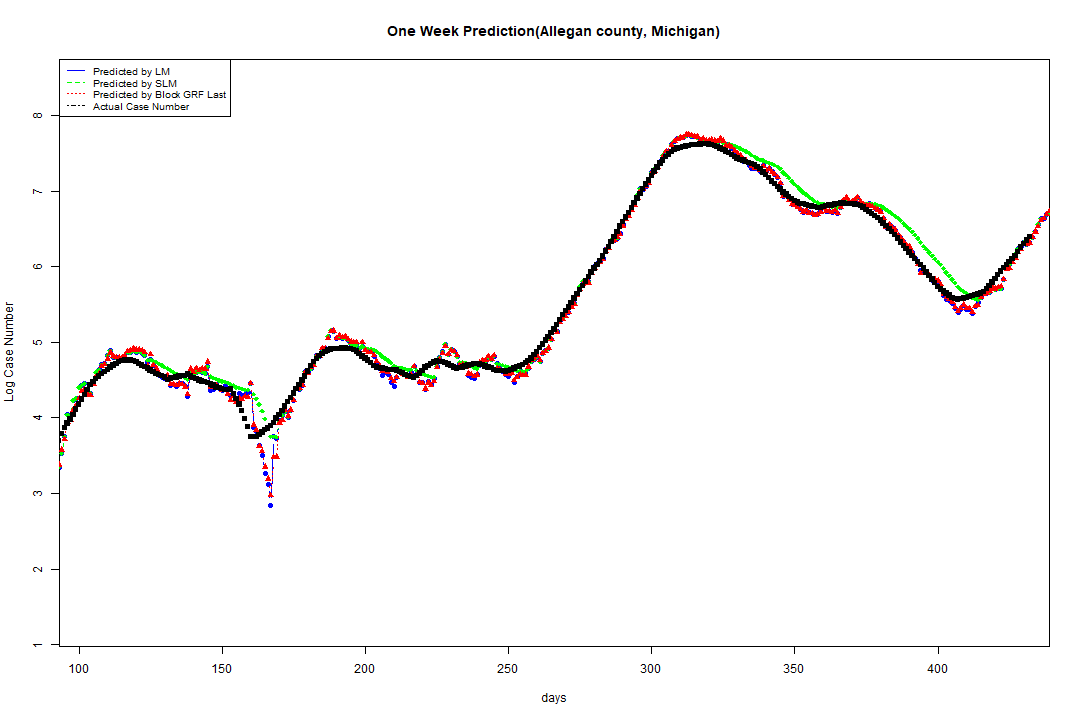 One Week Prediction(Allegan county, Michigan)
Predicted by LM
Predicted by SLM
Predicted by Block GRF Last
Actual Case Number
8
7
6
5
4
3
2
1
Log Case Number
100 150 200 250 300 350 400
days